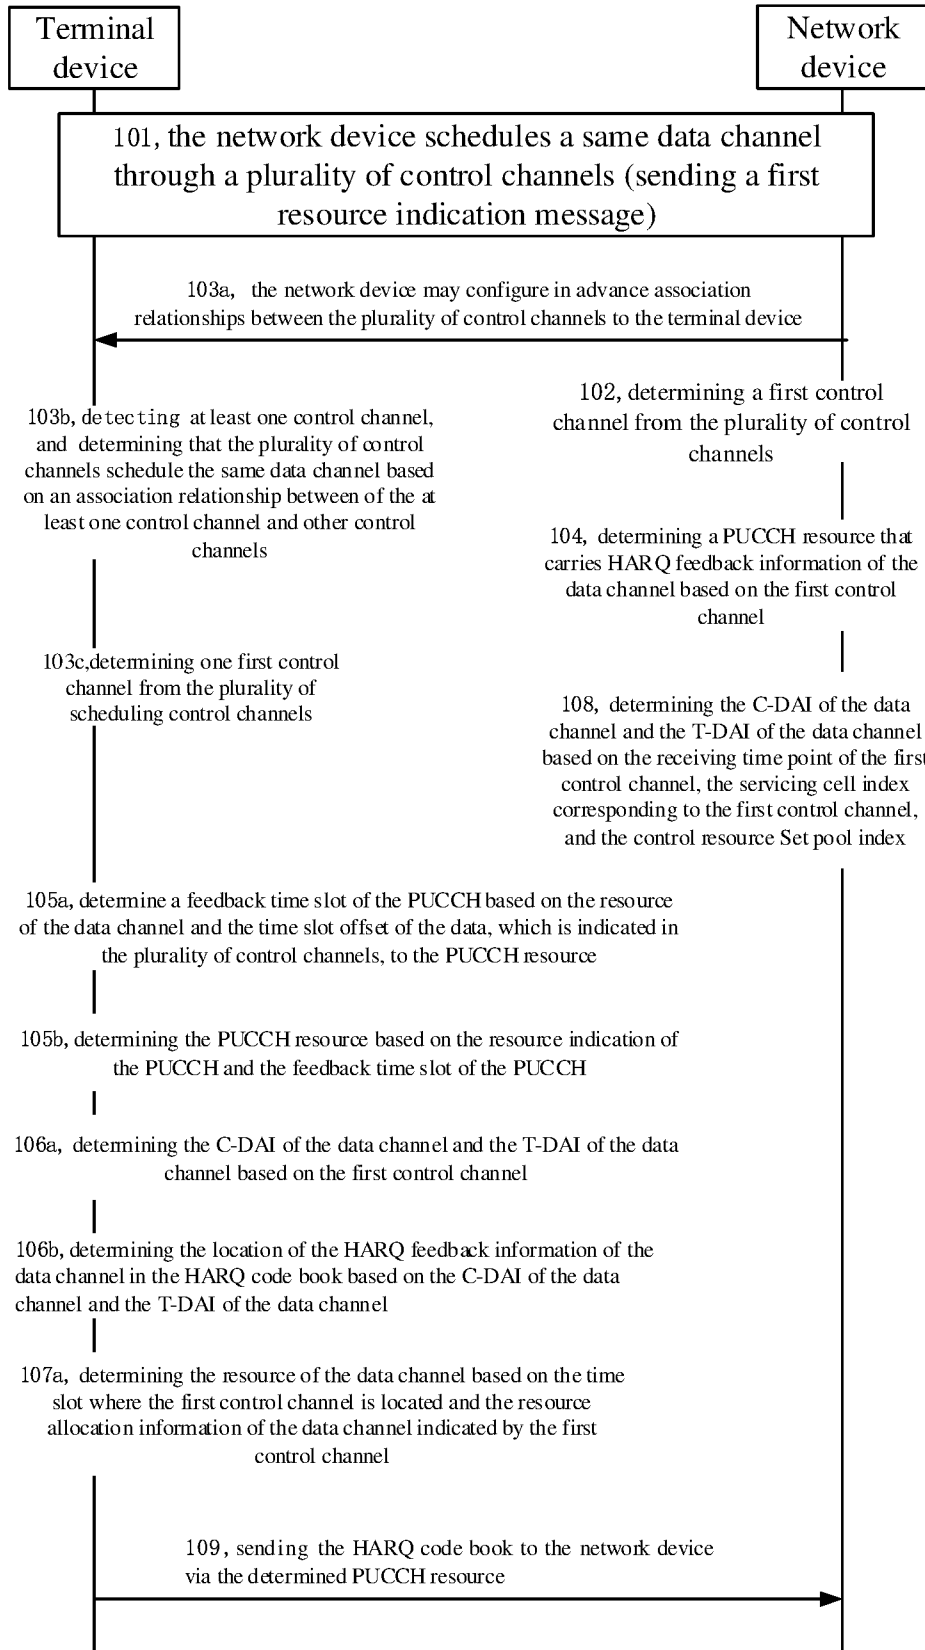 Terminal
device
Network
device
101, the network device schedules a same data channel
through a plurality of control channels (sending a first
resource indication message)
103a, the network device may configure in advance association
relationships between the plurality of control channels to the terminal device
103b, detecting at least one control channel,
and determining that the plurality of control
channels schedule the same data channel based
on an association relationship between of the at
least one control channel and other control
channels
102, determining a first control
channel from the plurality of control
channels
104, determining a PUCCH resource that
carries HARQ feedback information of the
data channel based on the first control
channel
103c,determining one first control
channel from the plurality of
scheduling control channels
108, determining the C-DAI of the data
channel and the T-DAI of the data channel
based on the receiving time point of the first
control channel, the servicing cell index
corresponding to the first control channel,
and the control resource Set pool index
105a, determine a feedback time slot of the PUCCH based on the resource
of the data channel and the time slot offset of the data, which is indicated in
the plurality of control channels, to the PUCCH resource
105b, determining the PUCCH resource based on the resource indication of
the PUCCH and the feedback time slot of the PUCCH
106a, determining the C-DAI of the data channel and the T-DAI of the data
channel based on the first control channel
106b, determining the location of the HARQ feedback information of the
data channel in the HARQ code book based on the C-DAI of the data
channel and the T-DAI of the data channel
107a, determining the resource of the data channel based on the time
slot where the first control channel is located and the resource
allocation information of the data channel indicated by the first
control channel
109, sending the HARQ code book to the network device
via the determined PUCCH resource